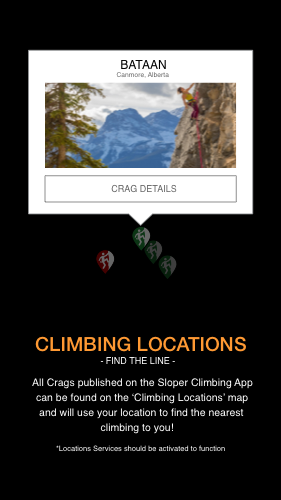 BATAAN
Canmore, Alberta
CRAG DETAILS
CLIMBING LOCATIONS
- FIND THE LINE -
All Crags published on the Sloper Climbing App
can be found on the 'Climbing Locations' map
and will use your location to find the nearest
climbing to you!
*Locations Services should be activated to function